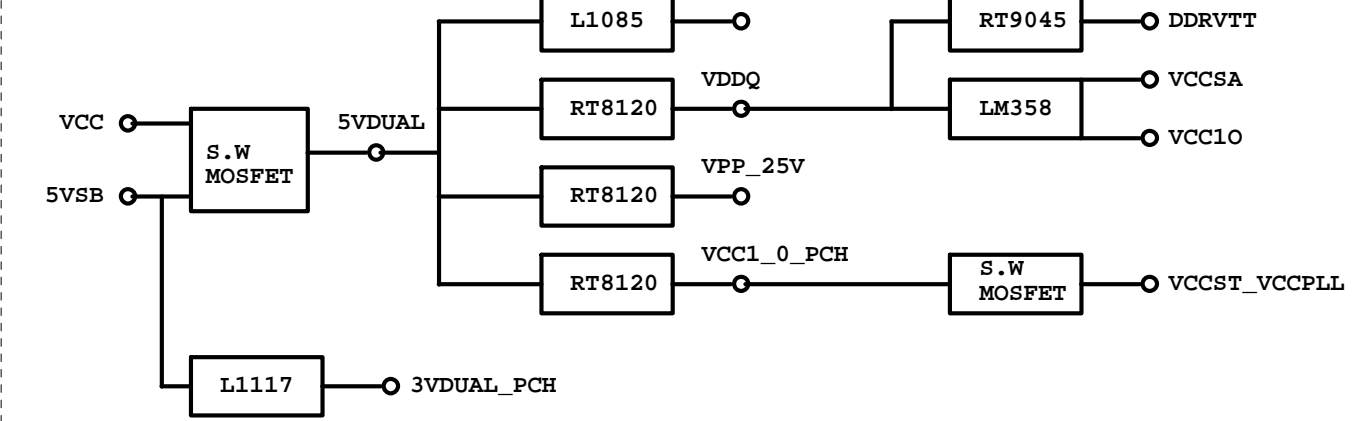 L1085
RT9045
DDRVTT
VDDQ
VCCSA
RT8120
LM358
VCC
5VDUAL
VCC1O
S.W
MOSFET
VPP_25V
5VSB
RT8120
VCC1_0_PCH
S.W
MOSFET
RT8120
VCCST_VCCPLL
L1117
3VDUAL_PCH